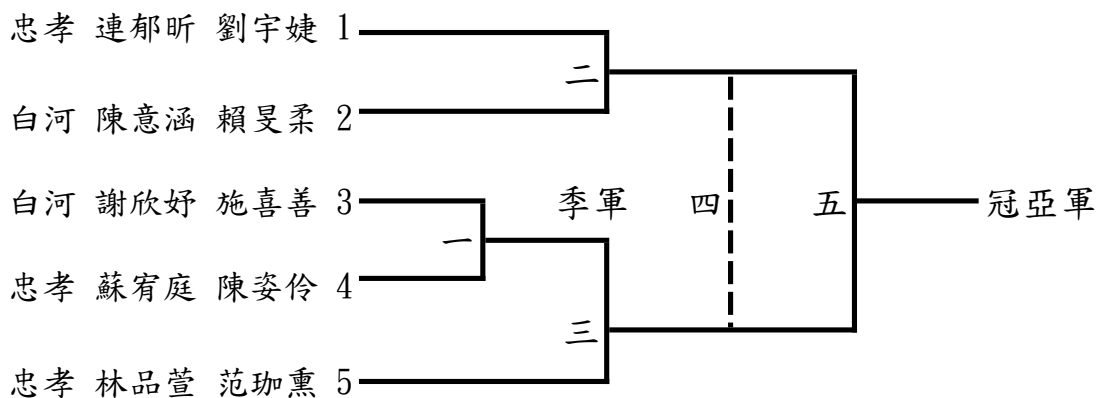 忠孝 連郁昕 劉宇婕 1
二
白河 陳意涵 賴旻柔 2
白河 謝欣妤 施喜善 3
季軍 四 五 冠亞軍
一
忠孝 蘇宥庭 陳姿伶 4
三
忠孝 林品萱 范珈熏 5